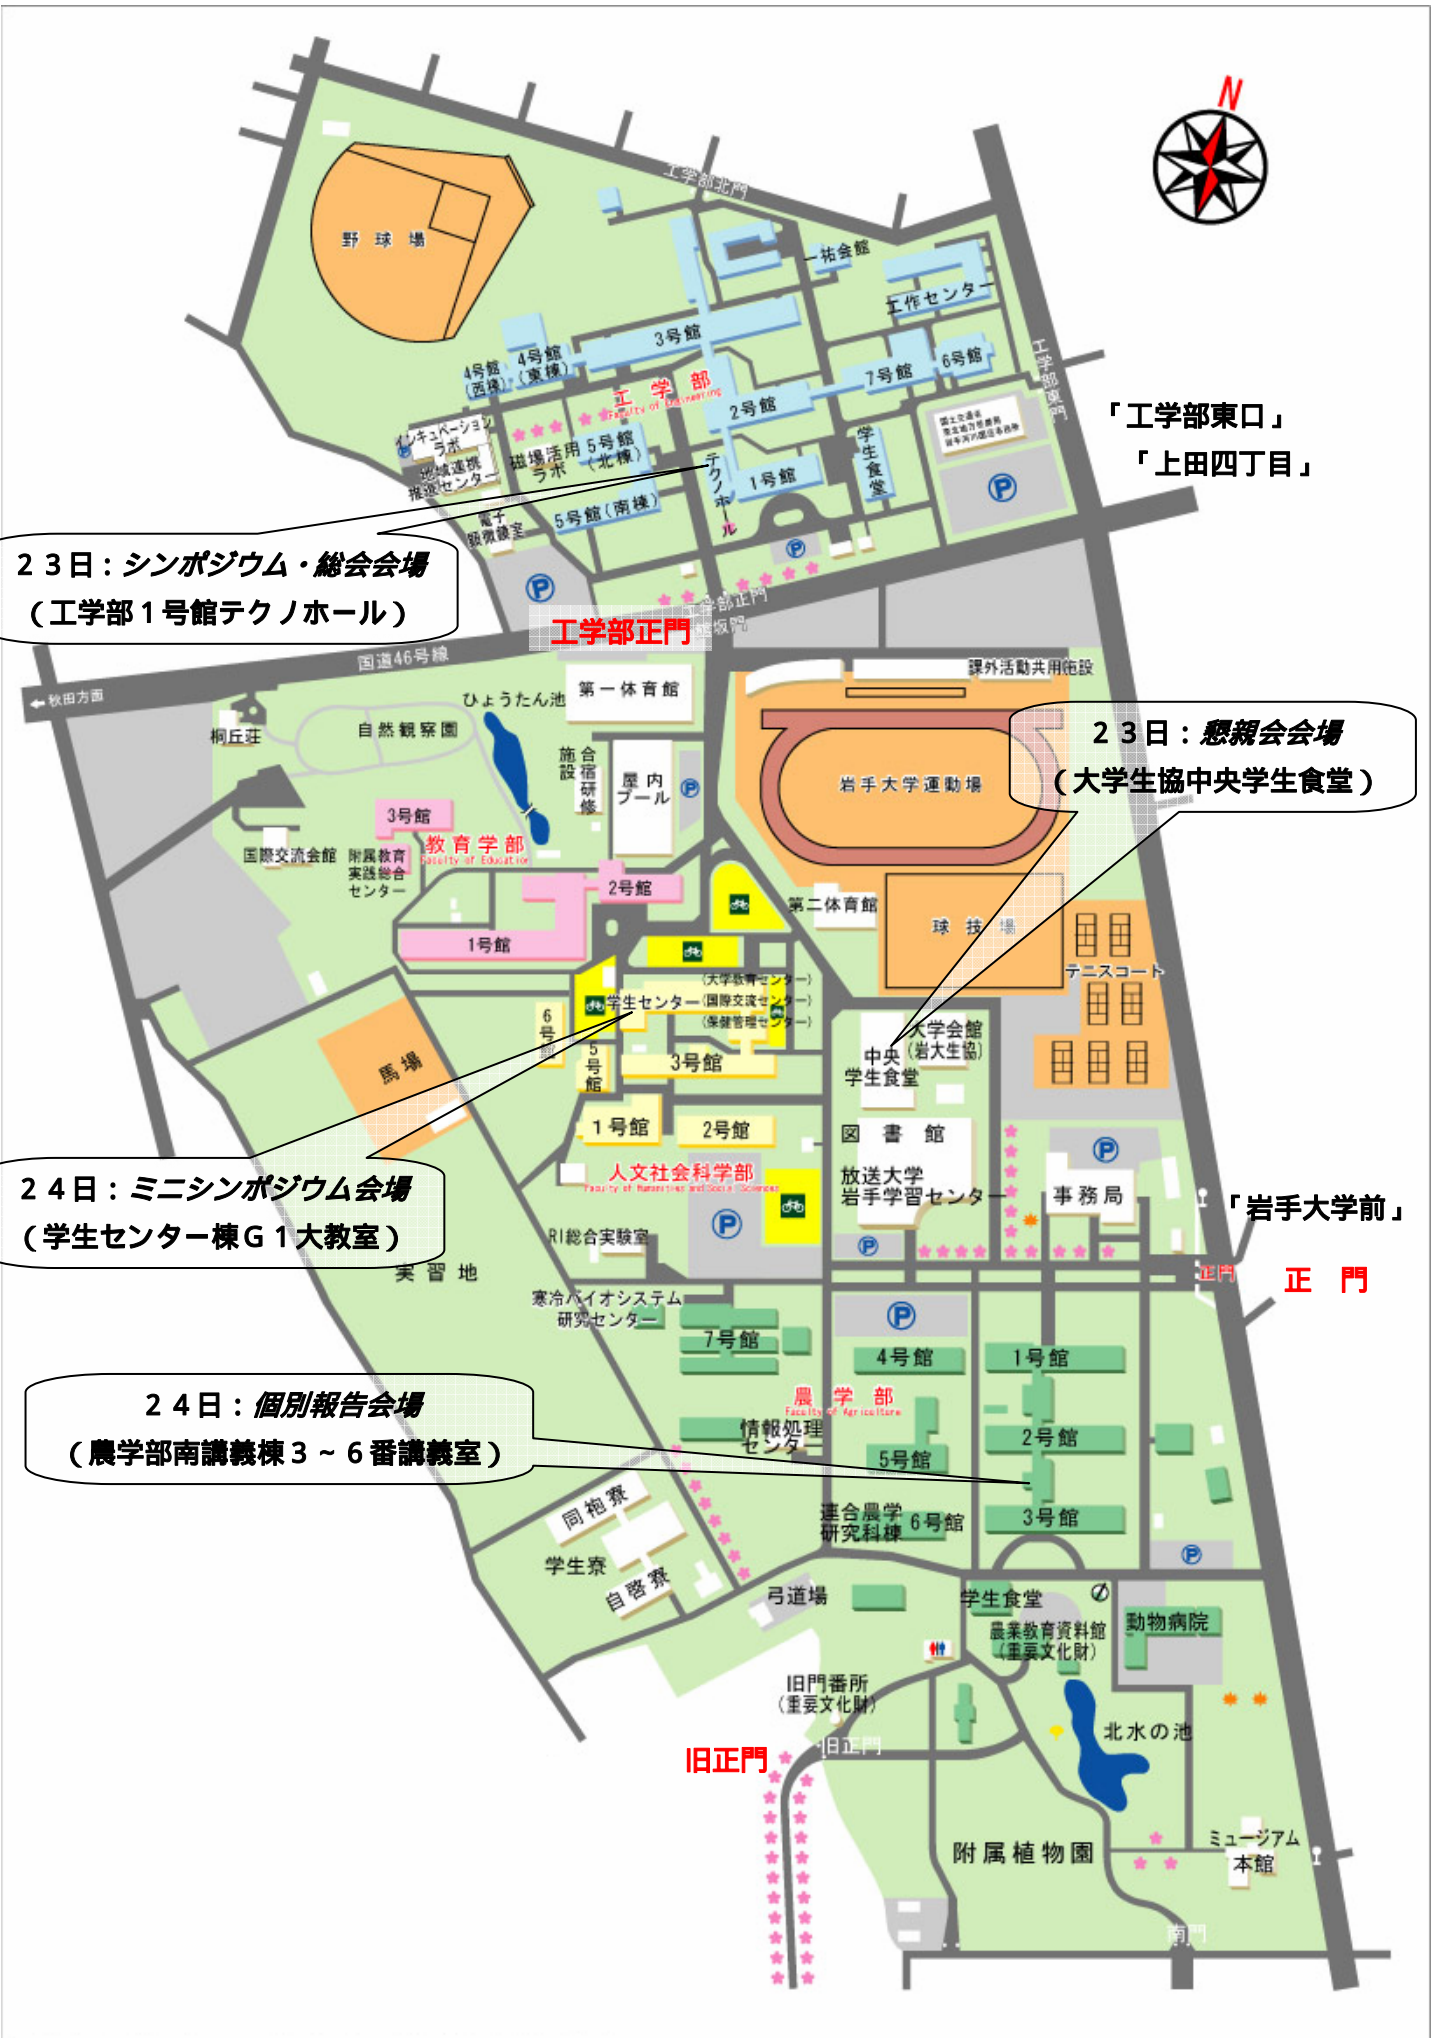 N
工学部北門
野球場
一祐会館
工作センター
3号館
4号館
(東棟)
4号館
(西棟)
7号館
6号館
工学部東門
工学部
Faculty of Engineering
2号館
「工学部東口」
「上田四丁目」
インキュベーション
ラボ
地域連携
推進センター
磁場活用
ラボ
5号館
(北棟)
テクノホール
1号館
学生食堂
P
5号館(南棟)
電子
顕微鏡室
P
P
P
23日：シンポジウム・総会会場
（工学部1号館テクノホール）
工学部正門
館坂門
工学部正門
国道46号線
←秋田方面
課外活動共用施設
第一体育館
ひょうたん池
自然観察園
桐丘荘
合宿研修
施設
屋内
プール
P
岩手大学運動場
23日：懇親会会場
（大学生協中央学生食堂）
3号館
教育学部
Faculty of Education
国際交流会館
附属教育
実践総合
センター
2号館
第二体育館
球技場
1号館
テニスコート
(大学教育センター)
学生センター
(国際交流センター)
(保健管理センター)
6号館
5号館
3号館
大学会館
(岩大生協)
中央
学生食堂
馬場
1号館
2号館
図書館
P
人文社会科学部
Faculty of Humanities and Social Sciences
放送大学
岩手学習センター
事務局
24日：ミニシンポジウム会場
（学生センター棟G1大教室）
「岩手大学前」
P
RI総合実験室
P
実習地
正門
正　門
寒冷バイオシステム
研究センター
P
7号館
4号館
1号館
24日：個別報告会場
（農学部南講義棟3～6番講義室）
農学部
Faculty of Agriculture
情報処理
センター
2号館
5号館
連合農学
研究科棟
6号館
3号館
同袍寮
学生寮
自啓寮
P
弓道場
学生食堂
農業教育資料館
(重要文化財)
動物病院
旧門番所
(重要文化財)
旧正門
旧正門
北水の池
附属植物園
ミュージアム
本館
南門